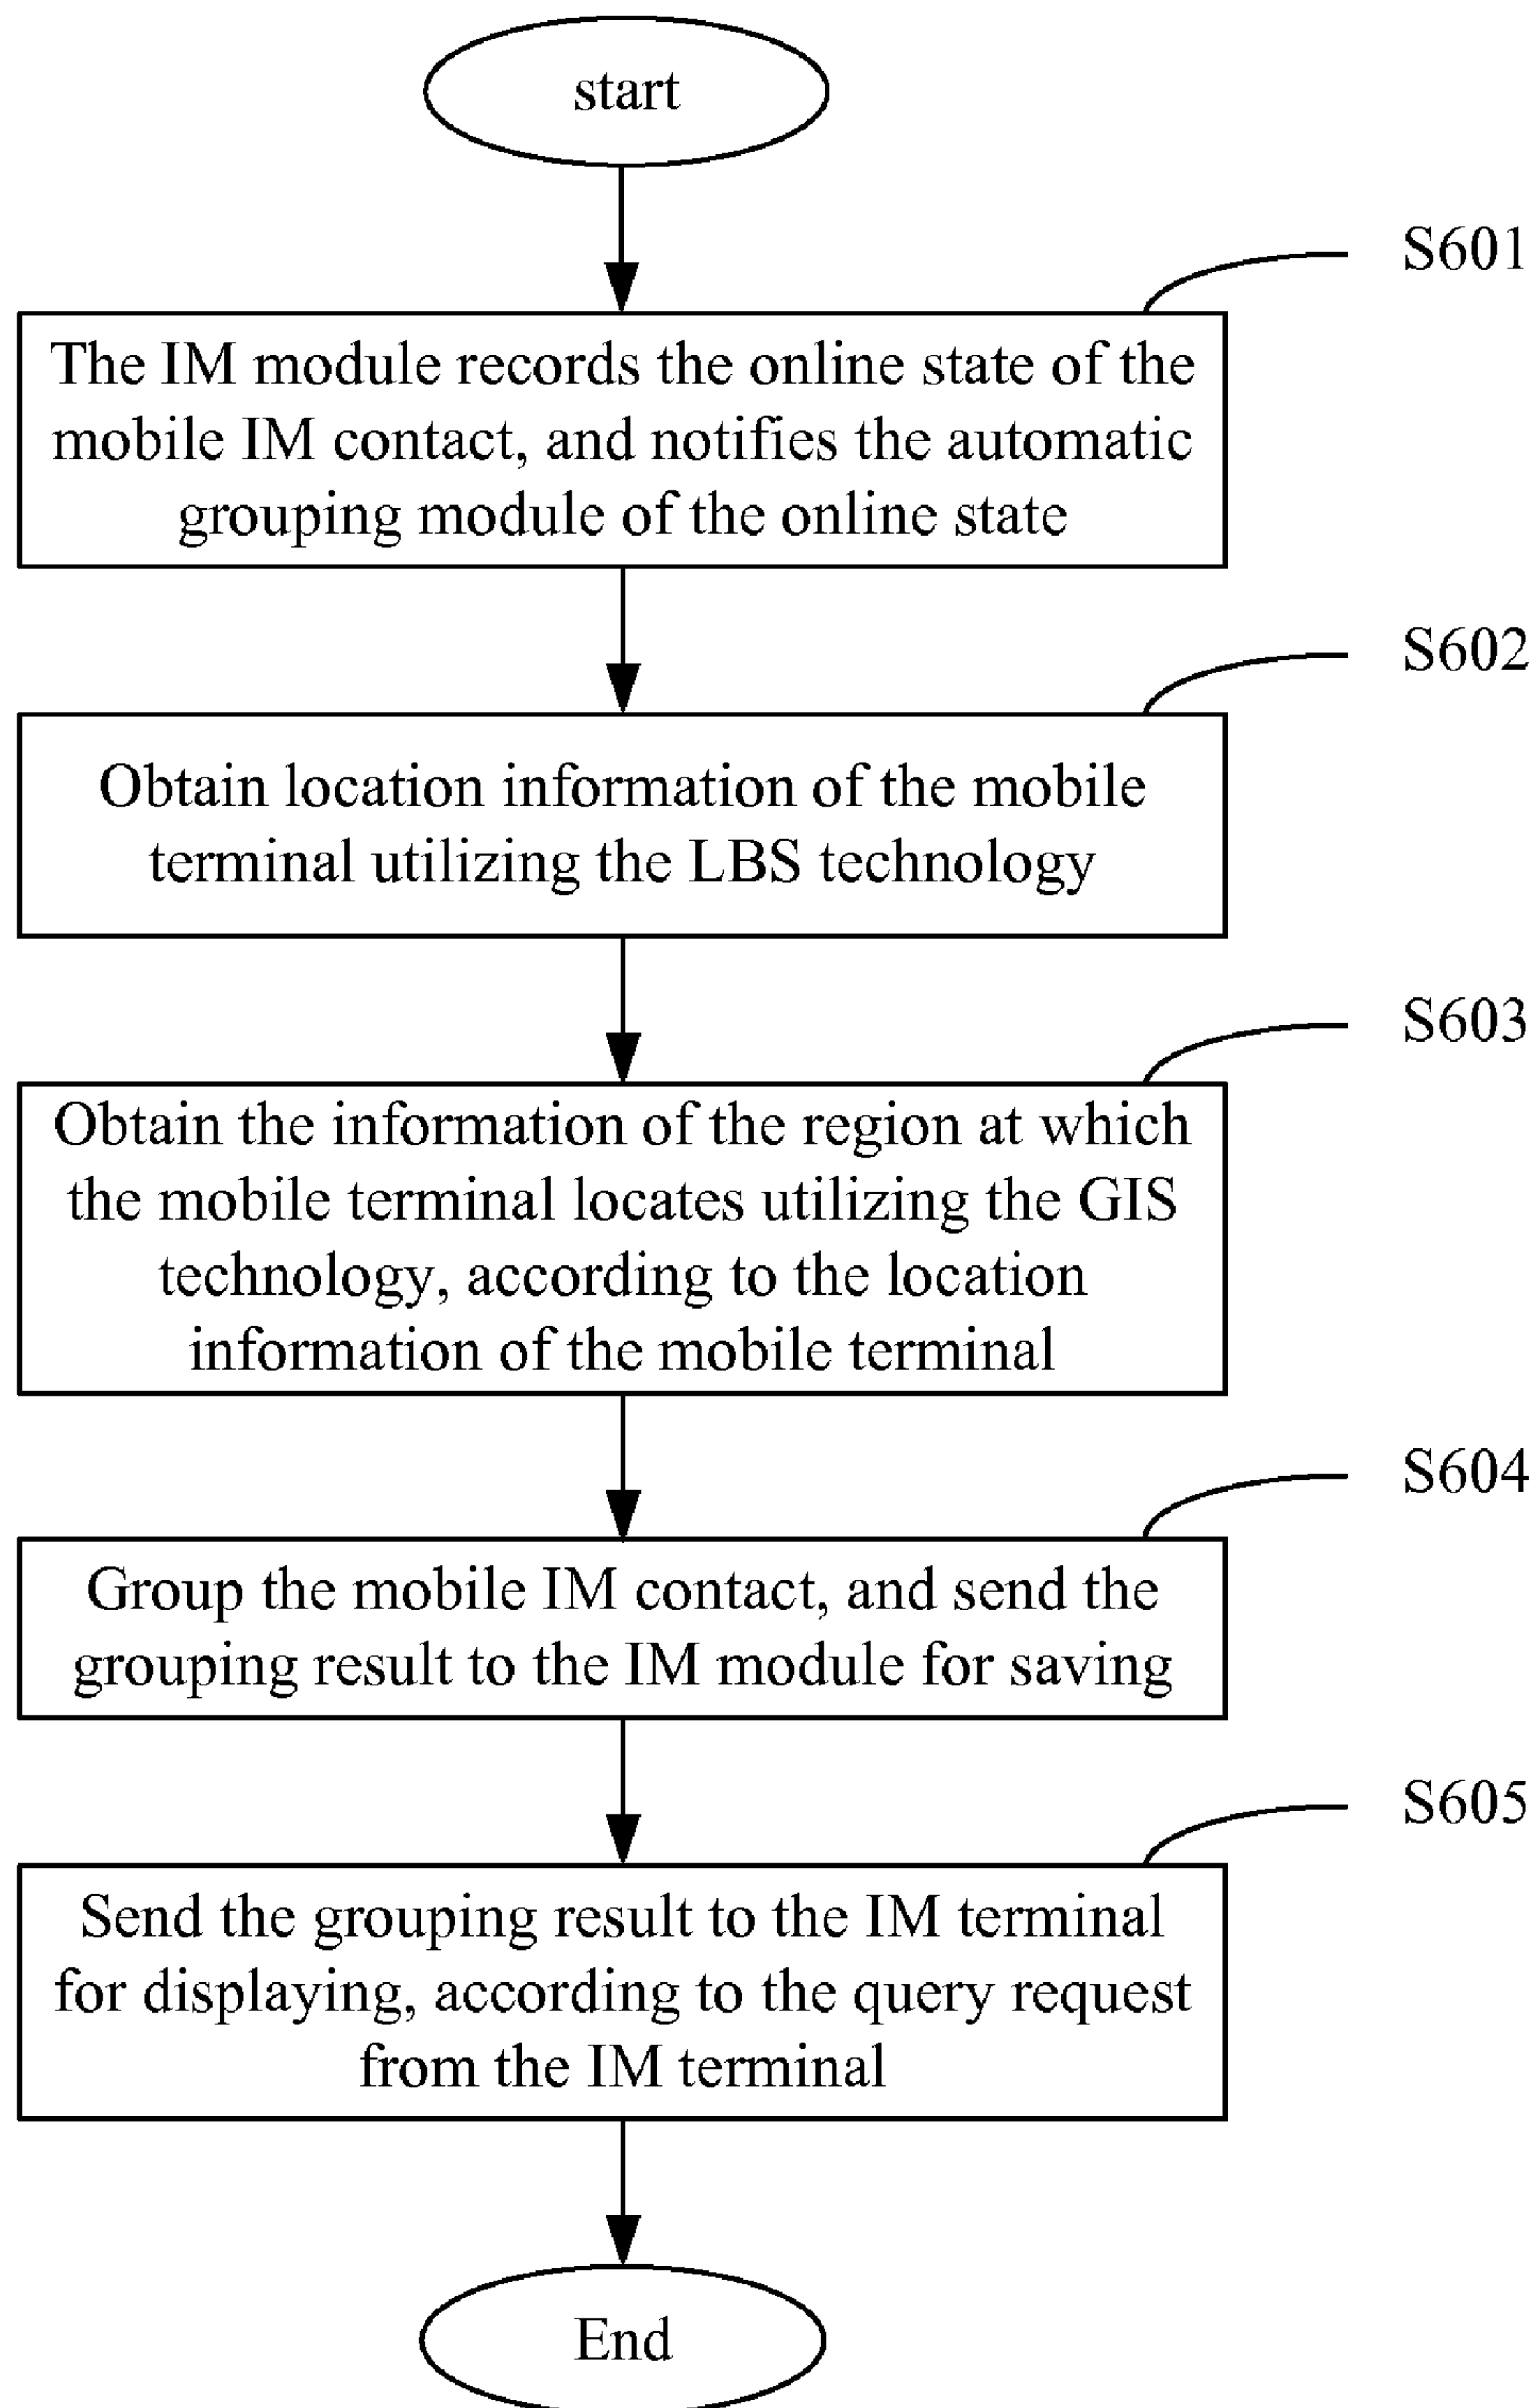 start
S601
The IM module records the online state of the
mobile IM contact, and notifies the automatic
grouping module of the online state
S602
Obtain location information of the mobile
terminal utilizing the LBS technology
S603
Obtain the information of the region at which
the mobile terminal locates utilizing the GIS
technology, according to the location
information of the mobile terminal
S604
Group the mobile IM contact, and send the
grouping result to the IM module for saving
S605
Send the grouping result to the IM terminal
for displaying, according to the query request
from the IM terminal
End